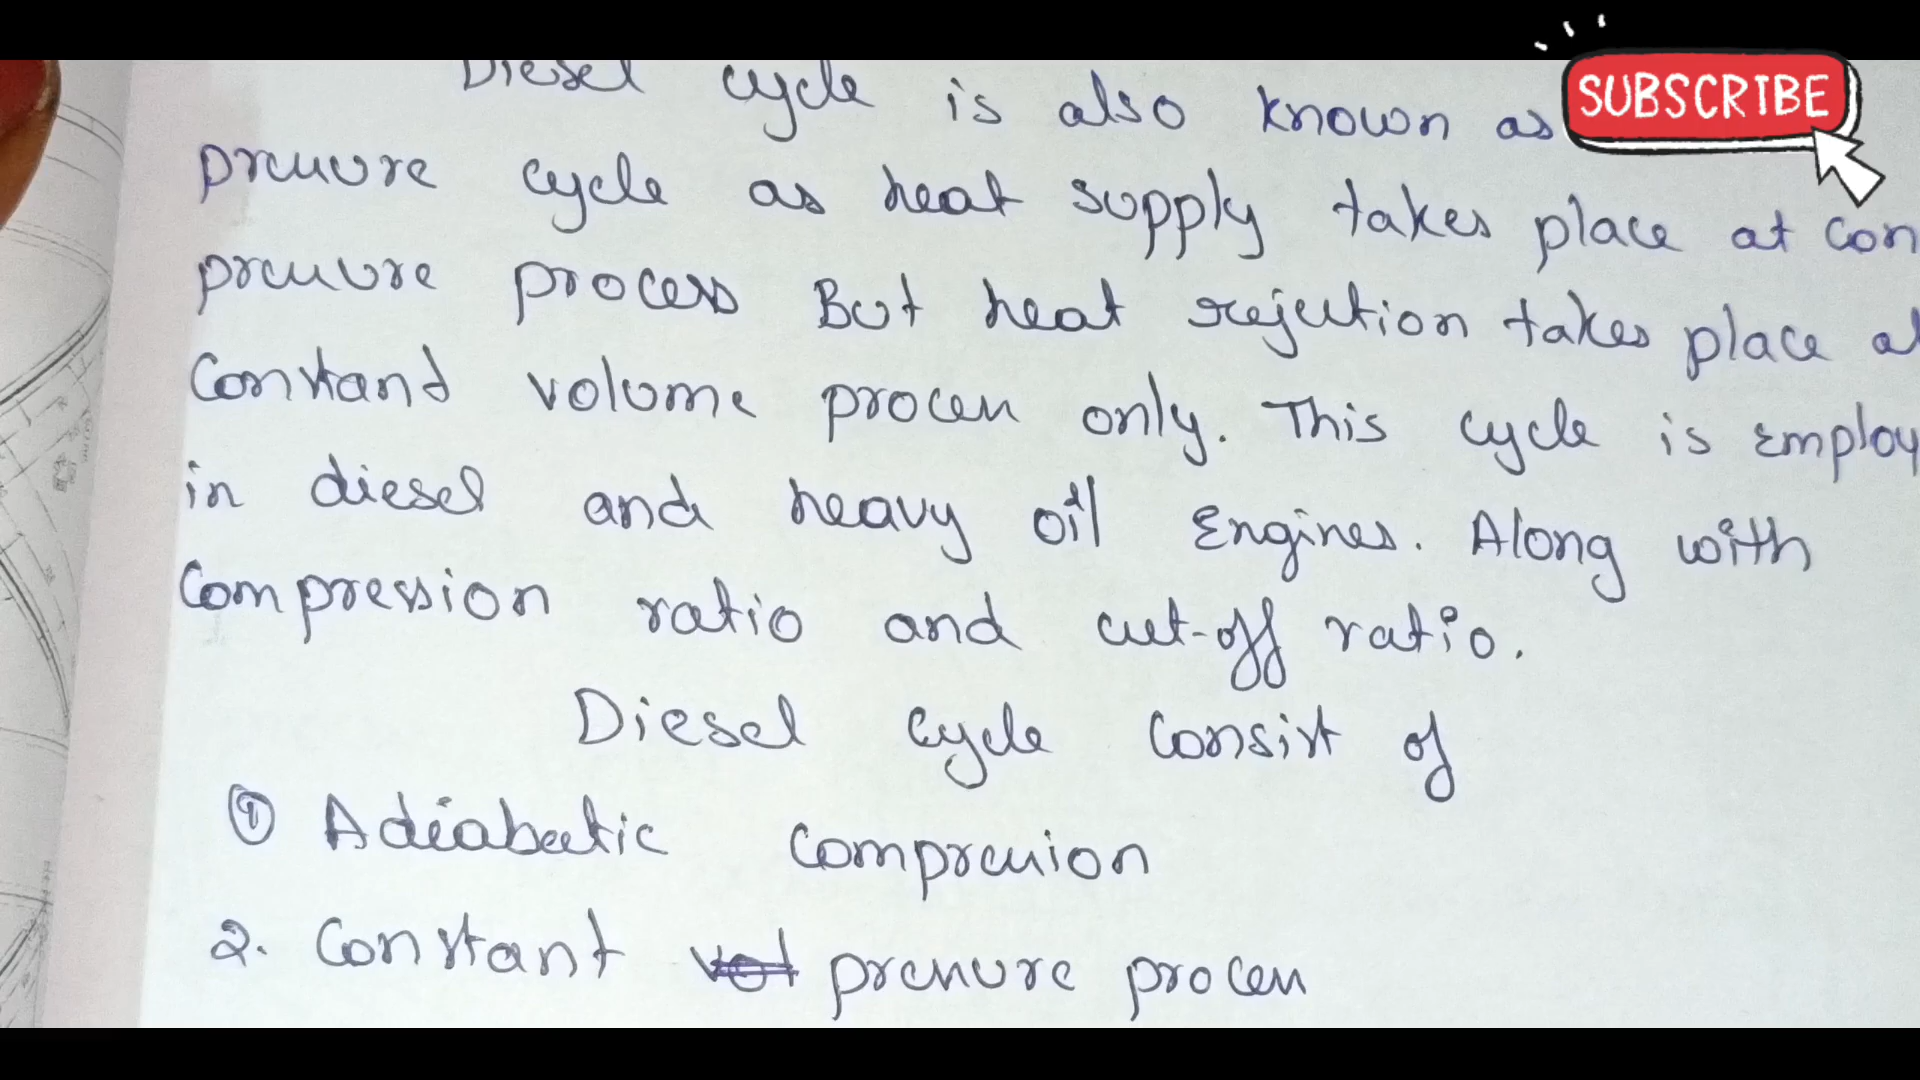 Diesel cycle is also known as
SUBSCRIBE
pressure cycle as heat supply takes place at con
pressure process But heat rejection takes place at
Constant volume process only. This cycle is employ
in diesel and heavy oil Engines. Along with
Compression ratio and cut-off ratio.
Diesel cycle consist of
① Adiabatic compression
2. Constant pressure process